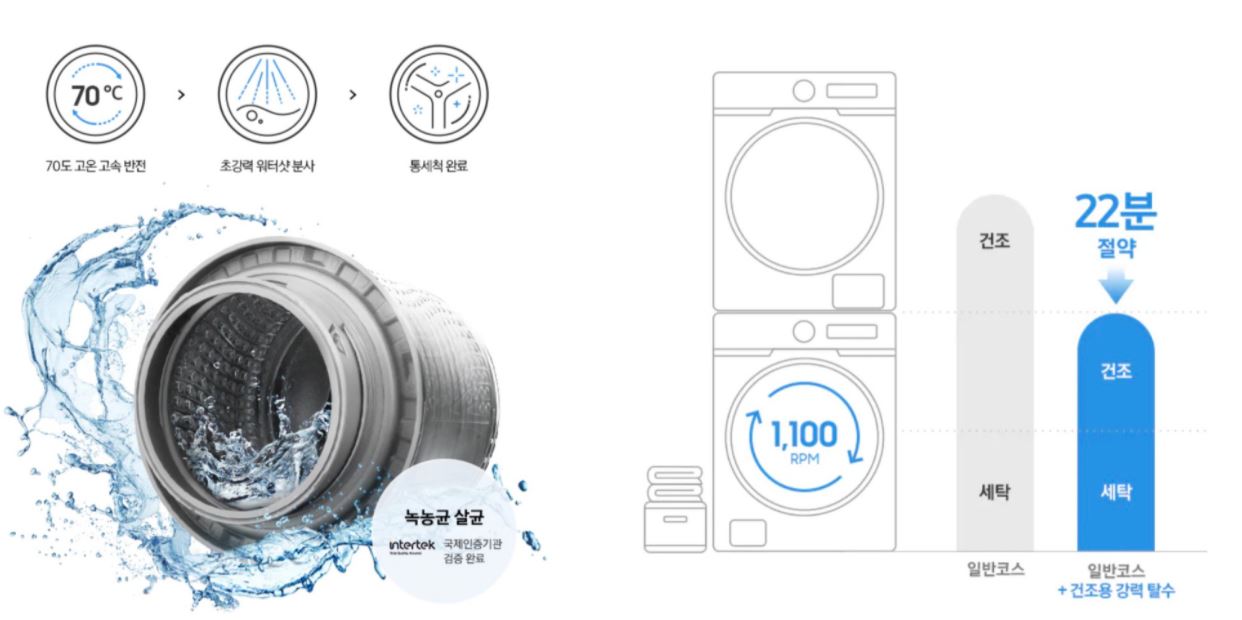 70℃
70도 고온 고속 반전
초강력 워터샷 분사
통세척 완료
녹농균 살균
intertek
국제인증기관
검증 완료
1,100
RPM
건조
세탁
일반코스
22분
절약
건조
세탁
일반코스
+ 건조용 강력 탈수